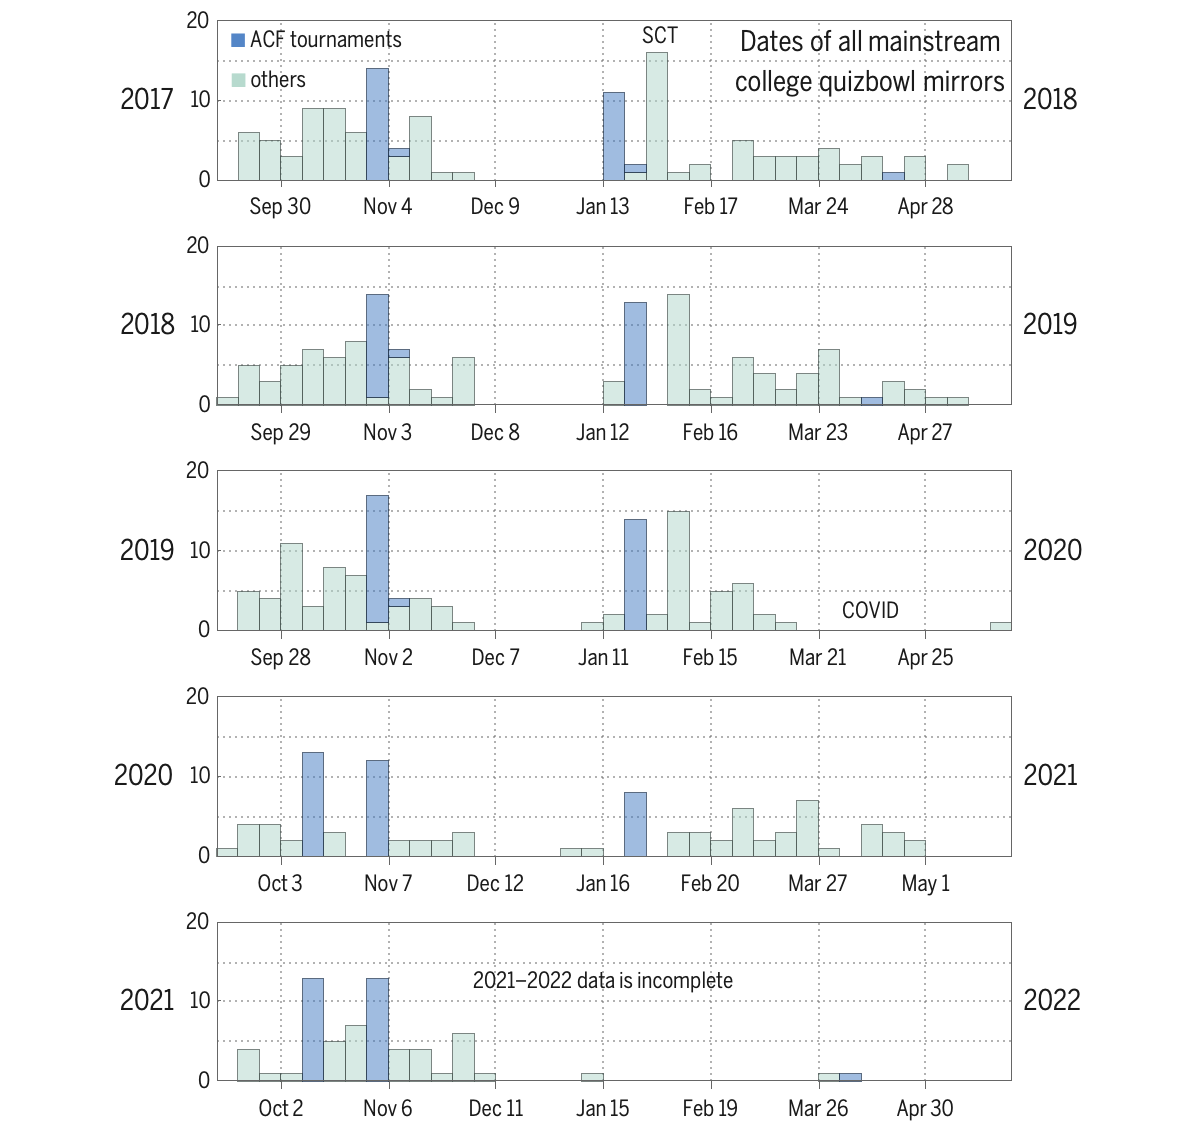 20
ACF tournaments
SCT
Dates of all mainstream
others
college quizbowl mirrors
2017
10
2018
0
Sep 30
Nov 4
Dec 9
Jan 13
Feb 17
Mar 24
Apr 28
20
2018
10
2019
0
Sep 29
Nov 3
Dec 8
Jan 12
Feb 16
Mar 23
Apr 27
20
2019
10
2020
COVID
0
Sep 28
Nov 2
Dec 7
Jan 11
Feb 15
Mar 21
Apr 25
20
2020
10
2021
0
Oct 3
Nov 7
Dec 12
Jan 16
Feb 20
Mar 27
May 1
20
2021–2022 data is incomplete
2021
10
2022
0
Oct 2
Nov 6
Dec 11
Jan 15
Feb 19
Mar 26
Apr 30